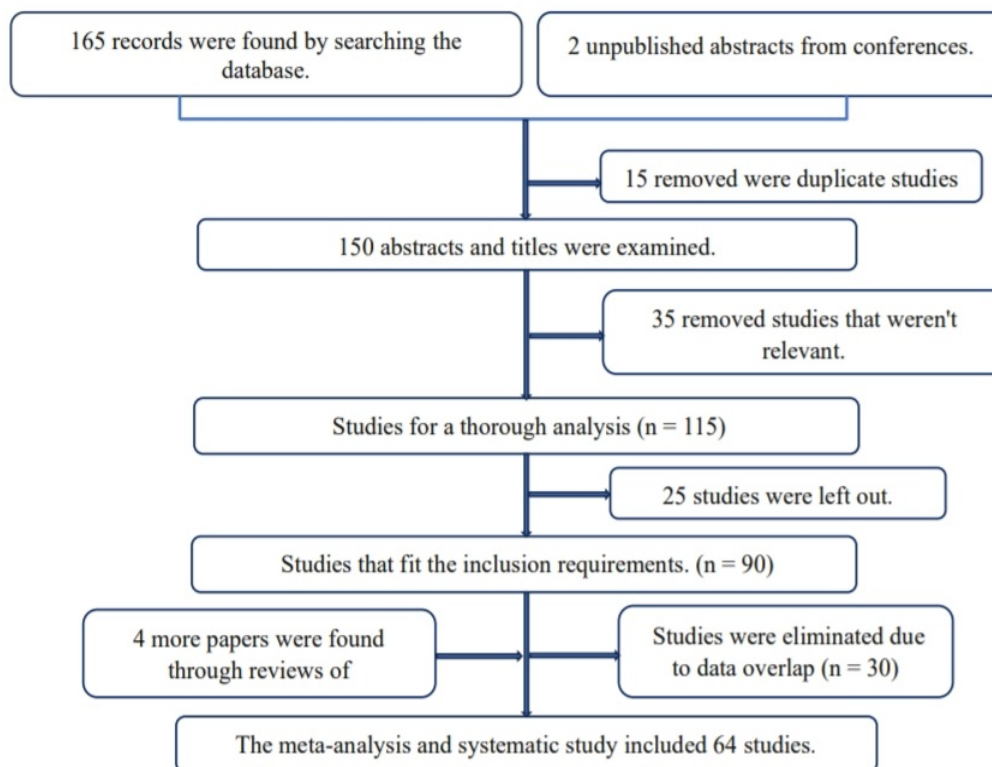 165 records were found by searching the
database.
2 unpublished abstracts from conferences.
15 removed were duplicate studies
150 abstracts and titles were examined.
35 removed studies that weren't
relevant.
Studies for a thorough analysis (n = 115)
25 studies were left out.
Studies that fit the inclusion requirements. (n = 90)
4 more papers were found
through reviews of
Studies were eliminated due
to data overlap (n = 30)
The meta-analysis and systematic study included 64 studies.